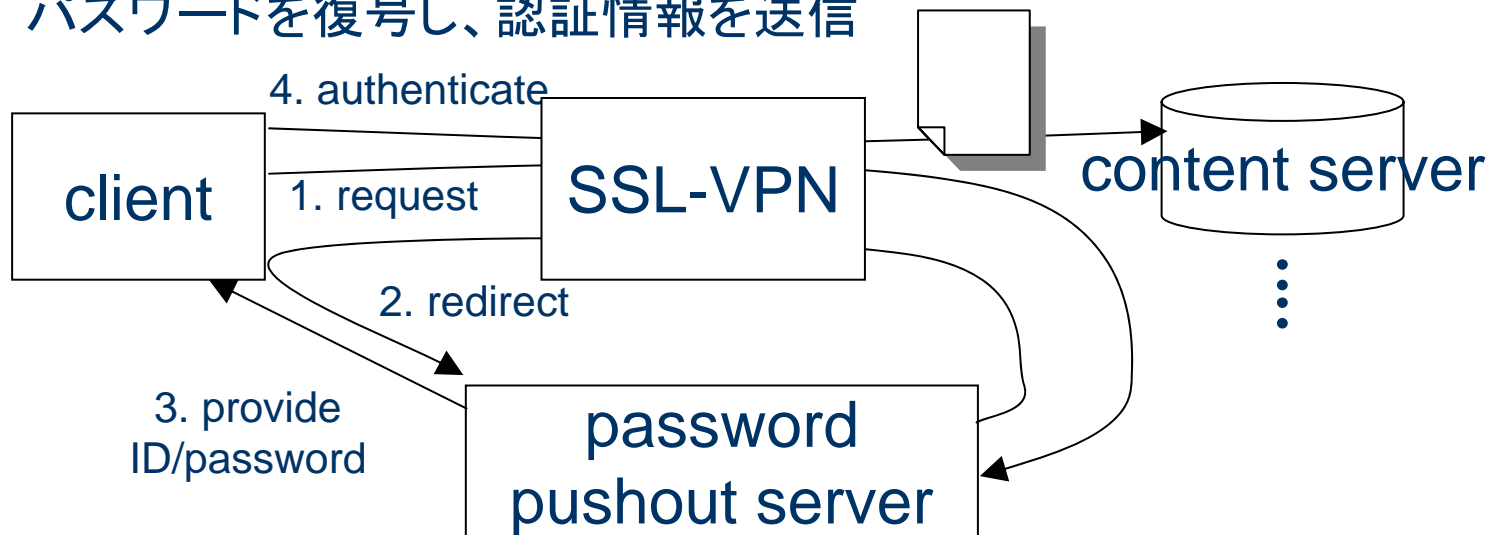 パスワードを復号し、認証情報を送信
4. authenticate
client
1. request
SSL-VPN
content server
2. redirect
3. provide
ID/password
password
pushout server